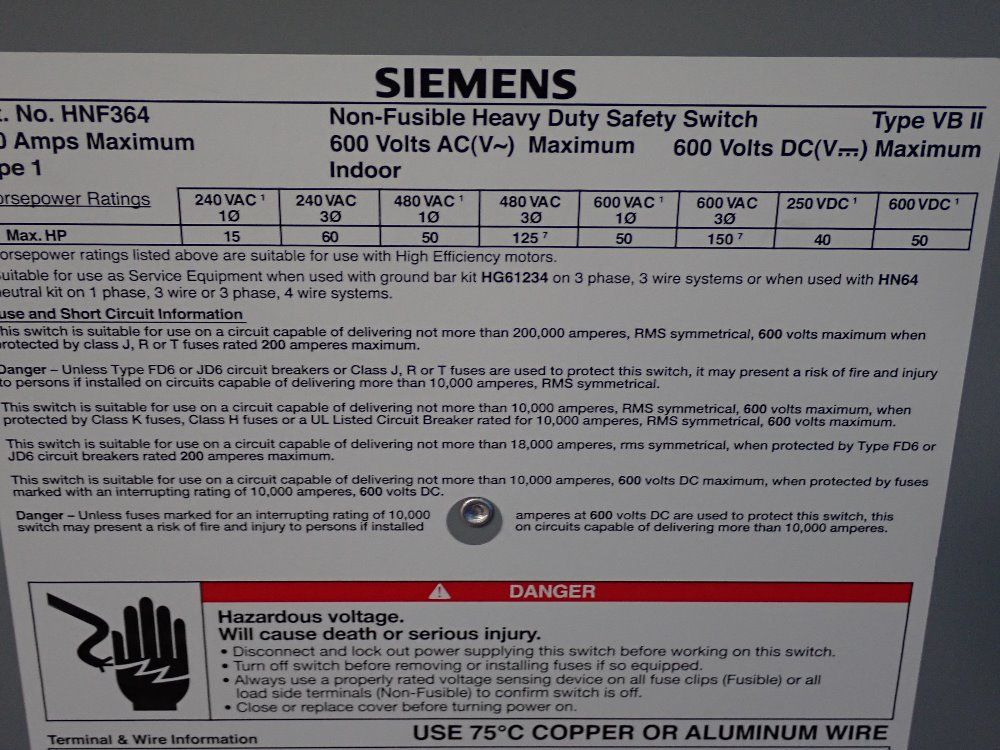 SIEMENS
. No. HNF364 Non-Fusible Heavy Duty Safety Switch Type VB II
0 Amps Maximum 600 Volts AC(V~) Maximum 600 Volts DC(V⎓) Maximum
pe 1 Indoor
orsepower Ratings 240 VAC ¹ 1Ø 240 VAC 3Ø 480 VAC ¹ 1Ø 480 VAC 3Ø 600 VAC ¹ 1Ø 600 VAC 3Ø 250 VDC ¹ 600 VDC ¹
Max. HP 15 60 50 125 ⁷ 50 150 ⁷ 40 50
orsepower ratings listed above are suitable for use with High Efficiency motors.
uitable for use as Service Equipment when used with ground bar kit HG61234 on 3 phase, 3 wire systems or when used with HN64
eutral kit on 1 phase, 3 wire or 3 phase, 4 wire systems.
use and Short Circuit Information
his switch is suitable for use on a circuit capable of delivering not more than 200,000 amperes, RMS symmetrical, 600 volts maximum when
rotected by class J, R or T fuses rated 200 amperes maximum.
Danger – Unless Type FD6 or JD6 circuit breakers or Class J, R or T fuses are used to protect this switch, it may present a risk of fire and injury
to persons if installed on circuits capable of delivering more than 10,000 amperes, RMS symmetrical.
This switch is suitable for use on a circuit capable of delivering not more than 10,000 amperes, RMS symmetrical, 600 volts maximum, when
protected by Class K fuses, Class H fuses or a UL Listed Circuit Breaker rated for 10,000 amperes, RMS symmetrical, 600 volts maximum.
This switch is suitable for use on a circuit capable of delivering not more than 18,000 amperes, rms symmetrical, when protected by Type FD6 or
JD6 circuit breakers rated 200 amperes maximum.
This switch is suitable for use on a circuit capable of delivering not more than 10,000 amperes, 600 volts DC maximum, when protected by fuses
marked with an interrupting rating of 10,000 amperes, 600 volts DC.
Danger – Unless fuses marked for an interrupting rating of 10,000 amperes at 600 volts DC are used to protect this switch, this
switch may present a risk of fire and injury to persons if installed on circuits capable of delivering more than 10,000 amperes.
DANGER
Hazardous voltage.
Will cause death or serious injury.
• Disconnect and lock out power supplying this switch before working on this switch.
• Turn off switch before removing or installing fuses if so equipped.
• Always use a properly rated voltage sensing device on all fuse clips (Fusible) or all
load side terminals (Non-Fusible) to confirm switch is off.
• Close or replace cover before turning power on.
Terminal & Wire Information USE 75°C COPPER OR ALUMINUM WIRE